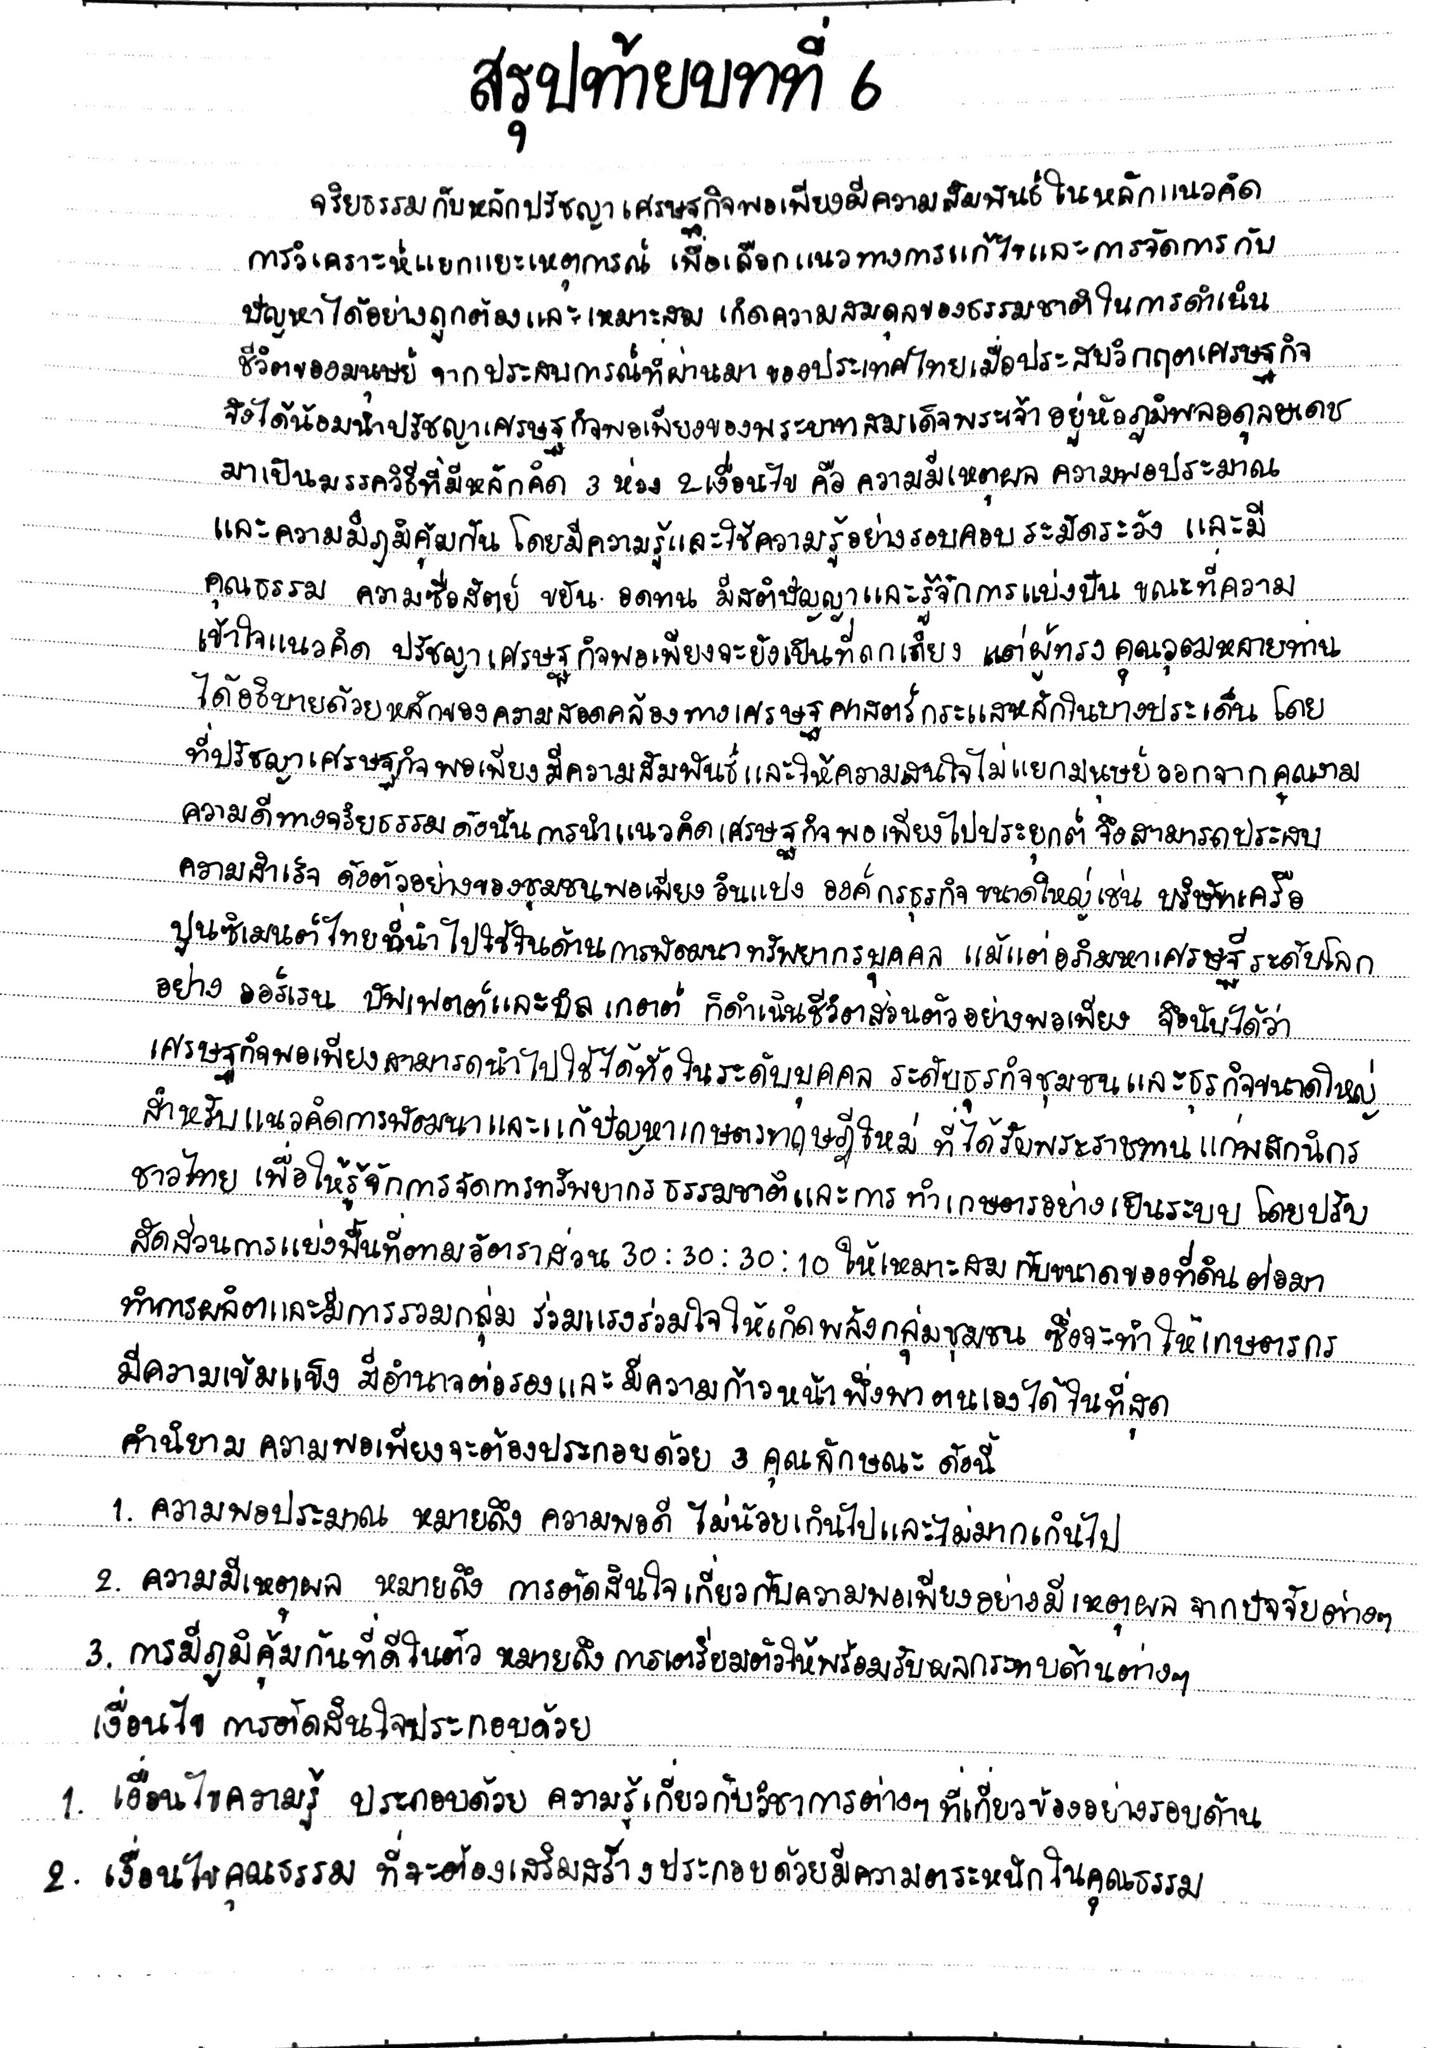 สรุปท้ายบทที่ 6
จริยธรรมกับหลักปรัชญาเศรษฐกิจพอเพียงมีความสัมพันธ์ในหลักแนวคิด
การวิเคราะห์แยกแยะเหตุการณ์ เพื่อเลือกแนวทางการแก้ไขและการจัดการกับ
ปัญหาได้อย่างถูกต้องและเหมาะสม เกิดความสมดุลของธรรมชาติในการดำเนิน
ชีวิตของมนุษย์ จากประสบการณ์ที่ผ่านมา ของประเทศไทยเมื่อประสบวิกฤตเศรษฐกิจ
จึงได้น้อมนำปรัชญาเศรษฐกิจพอเพียงของพระบาทสมเด็จพระเจ้าอยู่หัวภูมิพลอดุลยเดช
มาเป็นมรรควิธีที่มีหลักคิด 3 ห่วง 2 เงื่อนไข คือ ความมีเหตุผล ความพอประมาณ
และความมีภูมิคุ้มกัน โดยมีความรู้และใช้ความรู้อย่างรอบคอบ ระมัดระวัง และมี
คุณธรรม ความซื่อสัตย์ ขยัน อดทน มีสติปัญญาและรู้จักการแบ่งปัน ขณะที่ความ
เข้าใจแนวคิด ปรัชญาเศรษฐกิจพอเพียงจะยังเป็นที่ถกเถียง แต่ผู้ทรงคุณวุฒิหลายท่าน
ได้อธิบายด้วยหลักของความสอดคล้องทางเศรษฐศาสตร์กระแสหลักในบางประเด็น โดย
ที่ปรัชญาเศรษฐกิจพอเพียงมีความสัมพันธ์และให้ความสนใจไม่แยกมนุษย์ออกจากคุณงาม
ความดีทางจริยธรรม ดังนั้นการนำแนวคิดเศรษฐกิจพอเพียงไปประยุกต์ จึงสามารถประสบ
ความสำเร็จ ดังตัวอย่างของชุมชนพอเพียง อินแปง องค์กรธุรกิจขนาดใหญ่เช่น บริษัทเครือ
ปูนซิเมนต์ไทยที่นำไปใช้ในด้านการพัฒนาทรัพยากรบุคคล แม้แต่อภิมหาเศรษฐีระดับโลก
อย่าง วอร์เรน บัฟเฟตต์และบิล เกตต์ ก็ดำเนินชีวิตส่วนตัวอย่างพอเพียง จึงนับได้ว่า
เศรษฐกิจพอเพียงสามารถนำไปใช้ได้ทั้งในระดับบุคคล ระดับธุรกิจชุมชนและธุรกิจขนาดใหญ่
สำหรับแนวคิดการพัฒนาและแก้ปัญหาเกษตรทฤษฎีใหม่ ที่ได้รับพระราชทานแก่พสกนิกร
ชาวไทย เพื่อให้รู้จักการจัดการทรัพยากรธรรมชาติและการทำเกษตรอย่างเป็นระบบ โดยปรับ
สัดส่วนการแบ่งพื้นที่ตามอัตราส่วน 30 : 30 : 30 : 10 ให้เหมาะสมกับขนาดของที่ดิน ต่อมา
ทำการผลิตและมีการรวมกลุ่ม ร่วมแรงร่วมใจให้เกิดพลังกลุ่มชุมชน ซึ่งจะทำให้เกษตรกร
มีความเข้มแข็ง มีอำนาจต่อรองและมีความก้าวหน้าพึ่งพาตนเองได้ในที่สุด
คำนิยาม ความพอเพียงจะต้องประกอบด้วย 3 คุณลักษณะ ดังนี้
1. ความพอประมาณ หมายถึง ความพอดี ไม่น้อยเกินไปและไม่มากเกินไป
2. ความมีเหตุผล หมายถึง การตัดสินใจเกี่ยวกับความพอเพียงอย่างมีเหตุผล จากปัจจัยต่างๆ
3. การมีภูมิคุ้มกันที่ดีในตัว หมายถึง การเตรียมตัวให้พร้อมรับผลกระทบด้านต่างๆ
เงื่อนไข การตัดสินใจประกอบด้วย
1. เงื่อนไขความรู้ ประกอบด้วย ความรู้เกี่ยวกับวิชาการต่างๆ ที่เกี่ยวข้องอย่างรอบด้าน
2. เงื่อนไขคุณธรรม ที่จะต้องเสริมสร้าง ประกอบด้วยมีความตระหนักในคุณธรรม